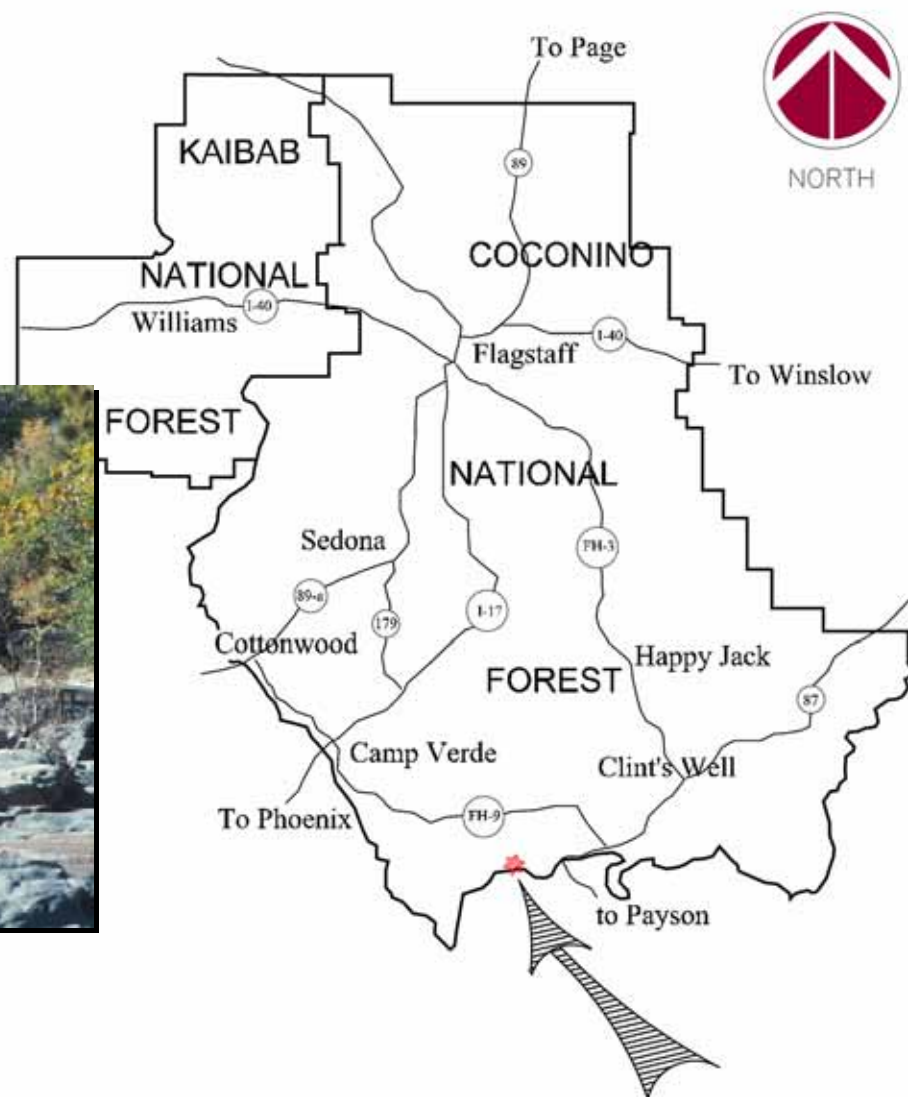 To Page
NORTH
KAIBAB
89
COCONINO
NATIONAL
I-40
Williams
I-40
Flagstaff
To Winslow
FOREST
NATIONAL
Sedona
FH-3
89-a
179
I-17
Cottonwood
Happy Jack
FOREST
87
Camp Verde
Clint's Well
To Phoenix
FH-9
to Payson